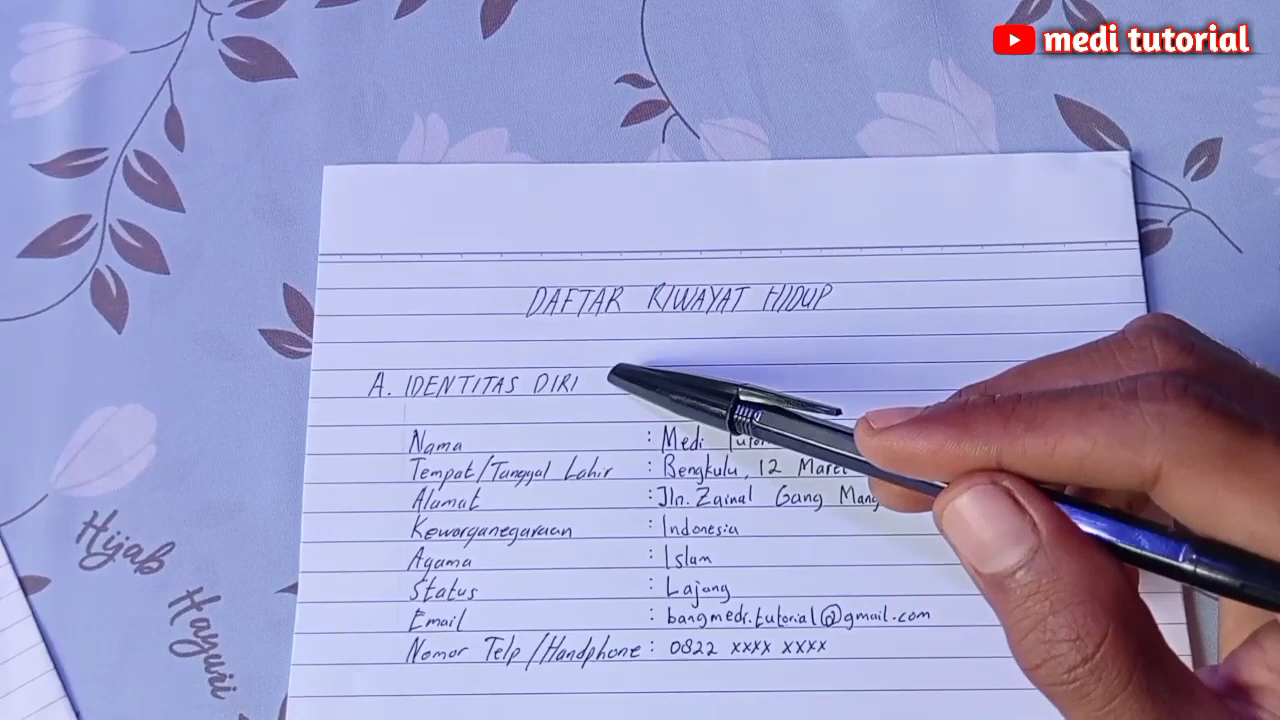 medi tutorial
DAFTAR RIWAYAT HIDUP
A. IDENTITAS DIRI
Nama : Medi
Tempat/Tanggal Lahir : Bengkulu, 12 Maret
Alamat : Jln. Zainal Gang
Kewarganegaraan : Indonesia
Agama : Islam
Status : Lajang
Email : bangmedi.tutorial@gmail.com
Nomor Telp/Handphone : 0822 xxxx xxxx
Hijab
Hayuri